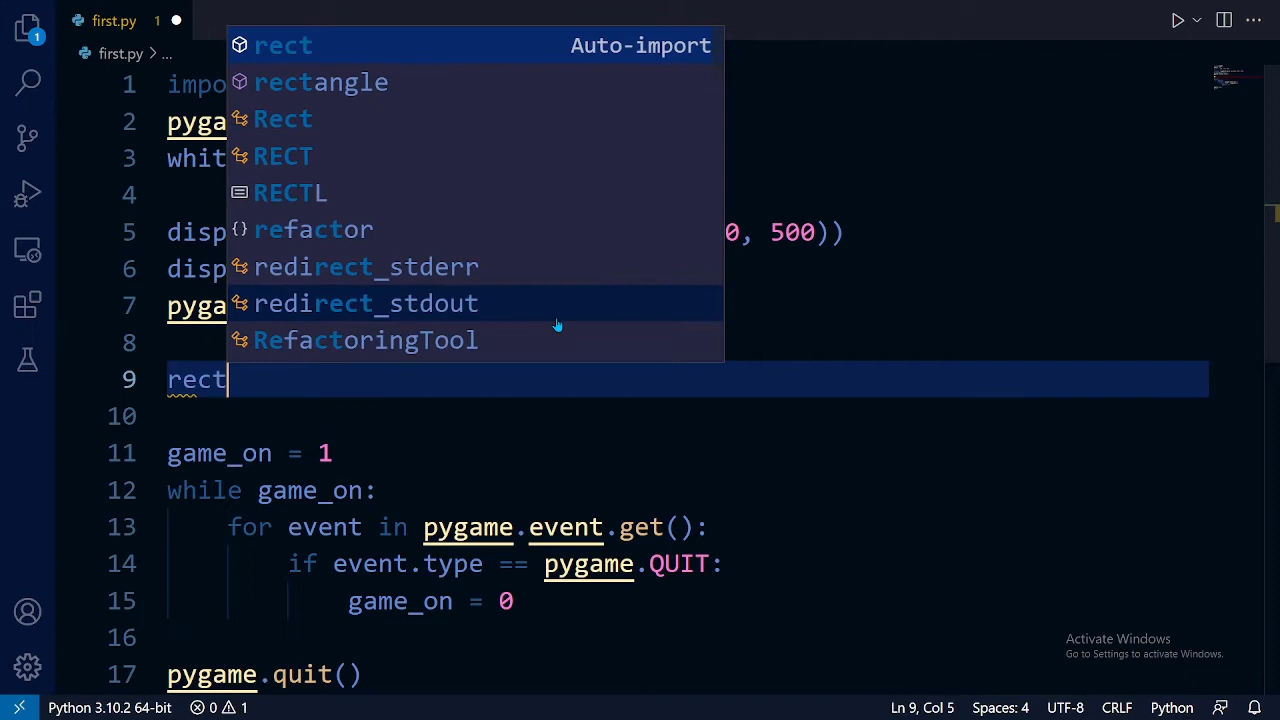 first.py 1
first.py > ...
rect Auto-import
rectangle
Rect
RECT
RECTL
refactor
redirect_stderr
redirect_stdout
RefactoringTool
1 impo
2 pyga
3 whit
4
5 disp 0, 500))
6 disp
7 pyga
8
9 rect
10
11 game_on = 1
12 while game_on:
13 for event in pygame.event.get():
14 if event.type == pygame.QUIT:
15 game_on = 0
16
17 pygame.quit()
1
Activate Windows
Go to Settings to activate Windows.
Python 3.10.2 64-bit 0 1 Ln 9, Col 5 Spaces: 4 UTF-8 CRLF Python